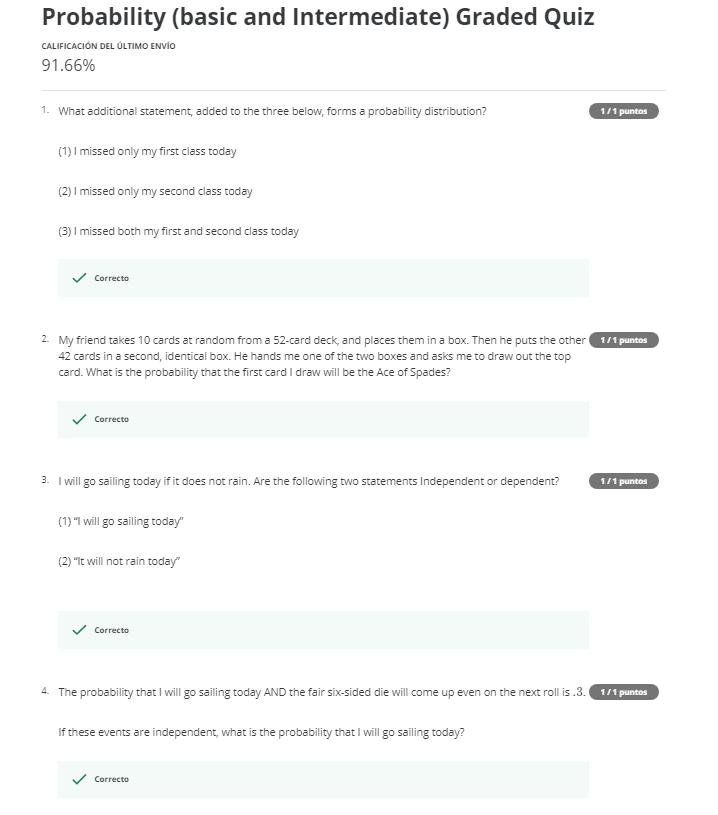 Probability (basic and Intermediate) Graded Quiz
CALIFICACIÓN DEL ÚLTIMO ENVÍO
91.66%
1. What additional statement, added to the three below, forms a probability distribution? 1 / 1 puntos
(1) I missed only my first class today
(2) I missed only my second class today
(3) I missed both my first and second class today
Correcto
2. My friend takes 10 cards at random from a 52-card deck, and places them in a box. Then he puts the other 1 / 1 puntos
42 cards in a second, identical box. He hands me one of the two boxes and asks me to draw out the top
card. What is the probability that the first card I draw will be the Ace of Spades?
Correcto
3. I will go sailing today if it does not rain. Are the following two statements Independent or dependent? 1 / 1 puntos
(1) “I will go sailing today”
(2) “It will not rain today”
Correcto
4. The probability that I will go sailing today AND the fair six-sided die will come up even on the next roll is .3. 1 / 1 puntos
If these events are independent, what is the probability that I will go sailing today?
Correcto